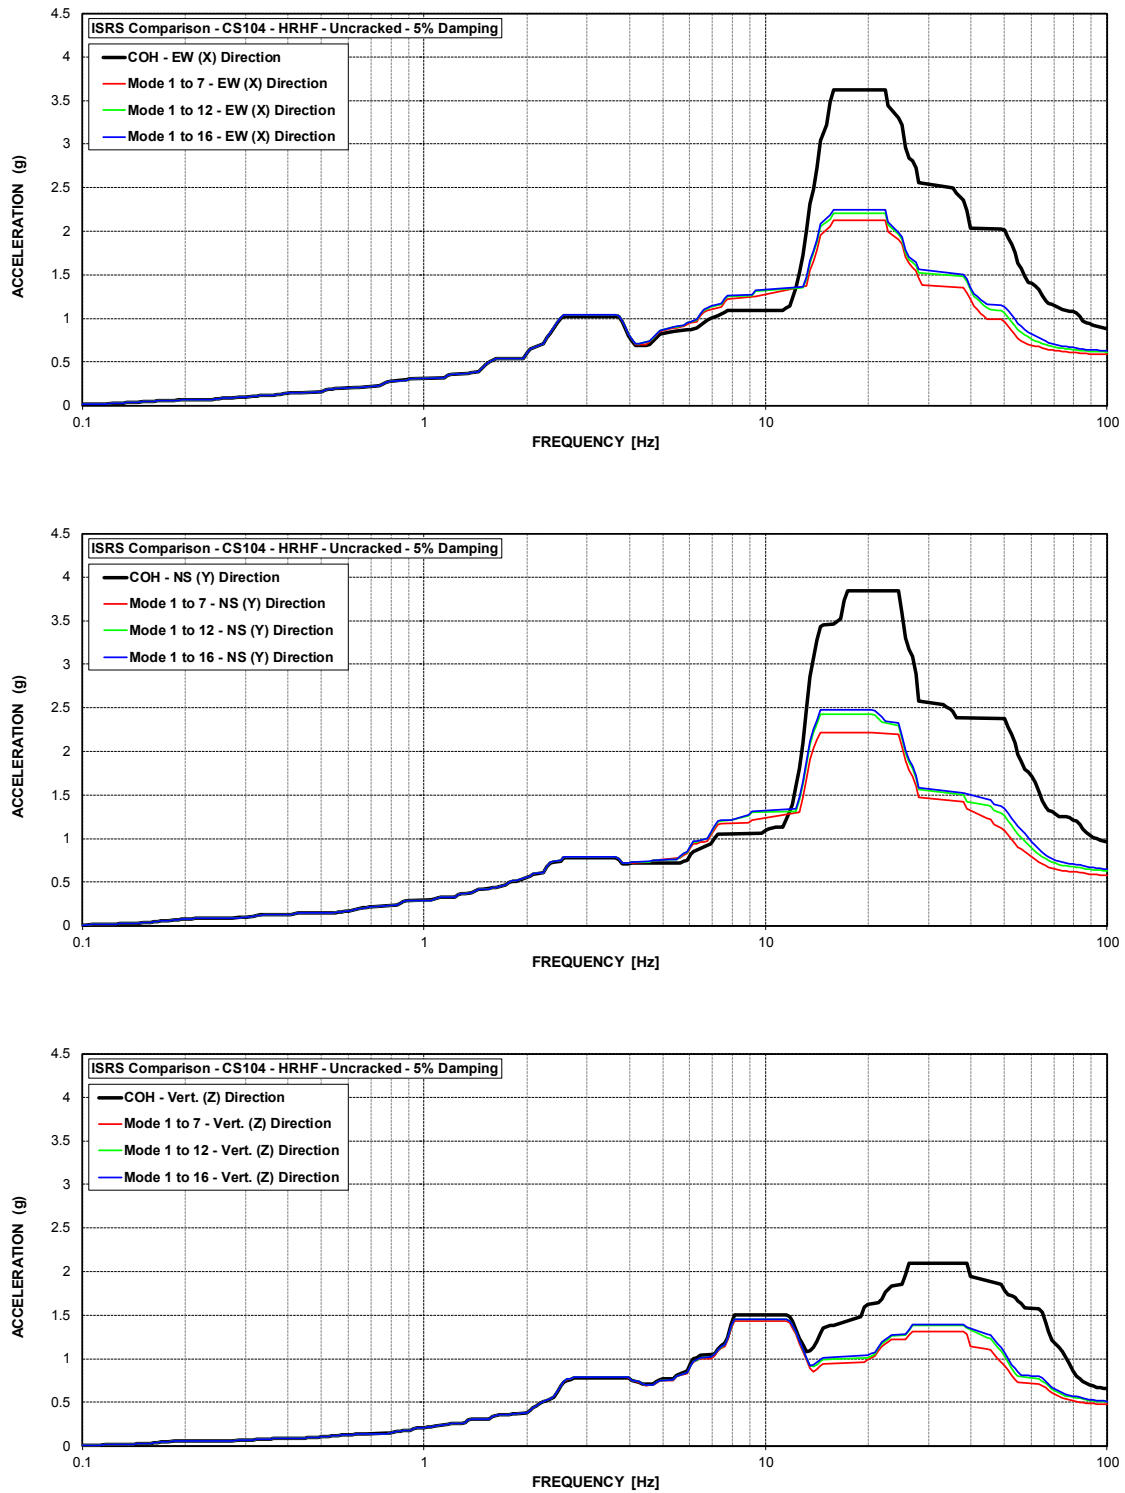 ISRS Comparison - CS104 - HRHF - Uncracked - 5% Damping
COH - EW (X) Direction
Mode 1 to 7 - EW (X) Direction
Mode 1 to 12 - EW (X) Direction
Mode 1 to 16 - EW (X) Direction
ACCELERATION (g)
4.5
4
3.5
3
2.5
2
1.5
1
0.5
0
0.1
1
10
100
FREQUENCY [Hz]
ISRS Comparison - CS104 - HRHF - Uncracked - 5% Damping
COH - NS (Y) Direction
Mode 1 to 7 - NS (Y) Direction
Mode 1 to 12 - NS (Y) Direction
Mode 1 to 16 - NS (Y) Direction
ACCELERATION (g)
4.5
4
3.5
3
2.5
2
1.5
1
0.5
0
0.1
1
10
100
FREQUENCY [Hz]
ISRS Comparison - CS104 - HRHF - Uncracked - 5% Damping
COH - Vert. (Z) Direction
Mode 1 to 7 - Vert. (Z) Direction
Mode 1 to 12 - Vert. (Z) Direction
Mode 1 to 16 - Vert. (Z) Direction
ACCELERATION (g)
4.5
4
3.5
3
2.5
2
1.5
1
0.5
0
0.1
1
10
100
FREQUENCY [Hz]